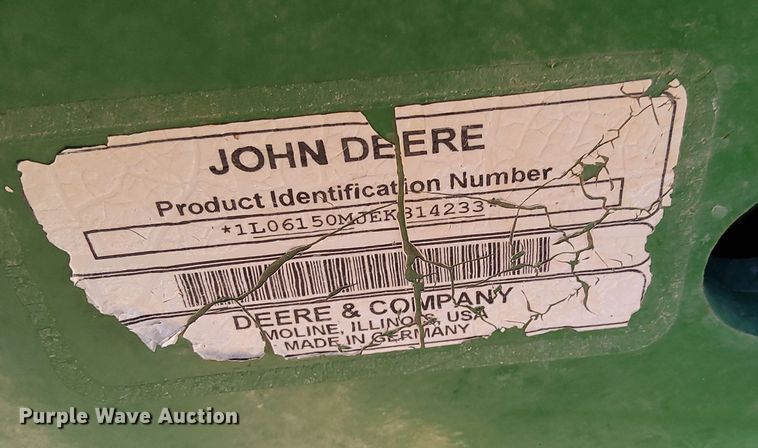 JOHN DEERE
Product Identification Number
*1L06150MJEK814233*
DEERE & COMPANY
MOLINE, ILLINOIS, USA
MADE IN GERMANY
Purple Wave Auction